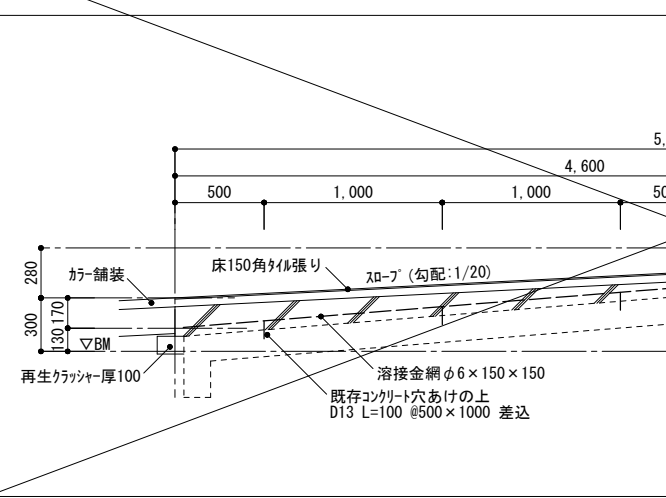 5,
4,600
500
1,000
1,000
50
280
カラー舗装
床150角ﾀｲﾙ張り
ｽﾛｰﾌﾟ(勾配:1/20)
300
170
130
▽BM
再生ｸﾗｯｼｬｰ厚100
溶接金網φ6×150×150
既存ｺﾝｸﾘｰﾄ穴あけの上
D13 L=100 @500×1000 差込